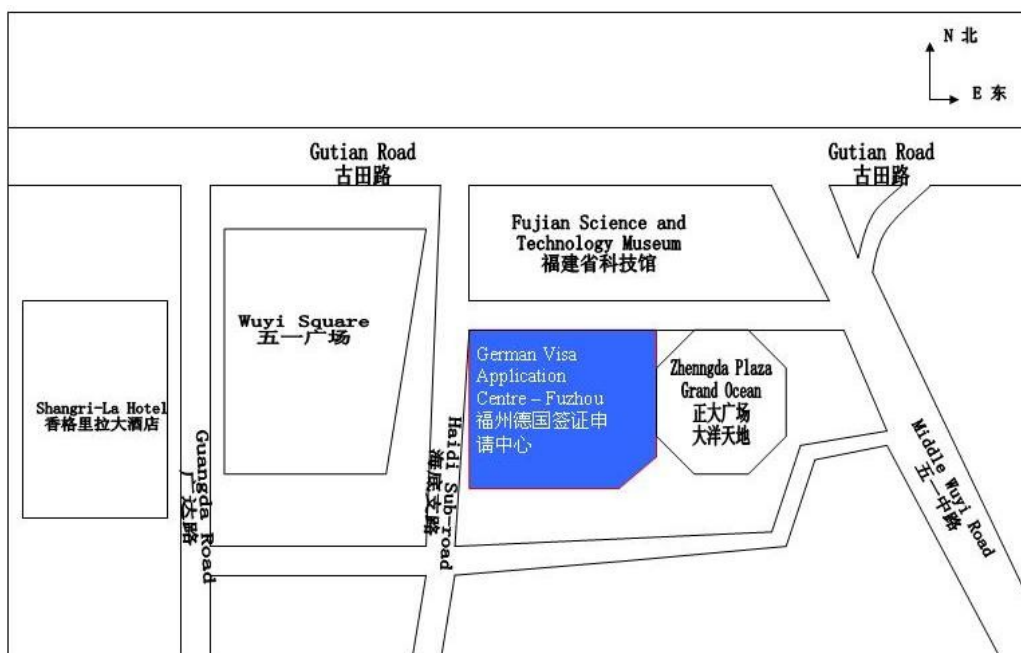 N 北
E 东
Gutian Road
古田路
Gutian Road
古田路
Fujian Science and
Technology Museum
福建省科技馆
Wuyi Square
五一广场
German Visa
Application
Centre – Fuzhou
福州德国签证申
请中心
Zhenngda Plaza
Grand Ocean
正大广场
大洋天地
Shangri-La Hotel
香格里拉大酒店
Guangda Road
广达路
Haidi Sub-road
海底支路
Middle Wuyi Road
五一中路